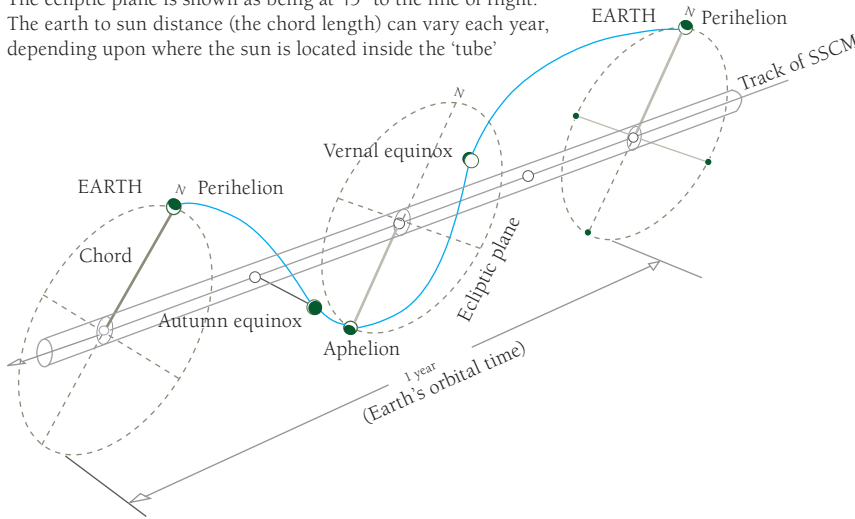 The ecliptic plane is shown as being at 45° to the line of flight.
The earth to sun distance (the chord length) can vary each year,
depending upon where the sun is located inside the ‘tube’
EARTH
N
Perihelion
Track of SSCM
N
Vernal equinox
EARTH
N
Perihelion
Chord
Ecliptic plane
Autumn equinox
Aphelion
1 year
(Earth’s orbital time)